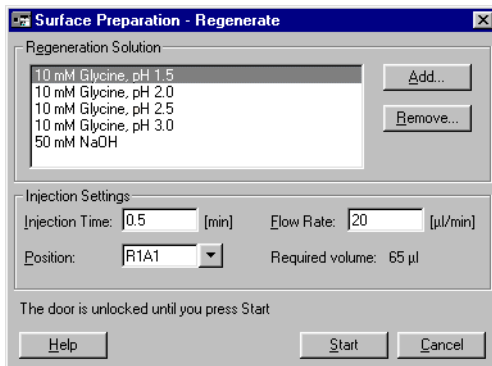 Surface Preparation - Regenerate
Regeneration Solution
10 mM Glycine, pH 1.5
10 mM Glycine, pH 2.0
10 mM Glycine, pH 2.5
10 mM Glycine, pH 3.0
50 mM NaOH
Add...
Remove...
Injection Settings
Injection Time: 0.5 [min] Flow Rate: 20 [µl/min]
Position: R1A1 Required volume: 65 µl
The door is unlocked until you press Start
Help Start Cancel